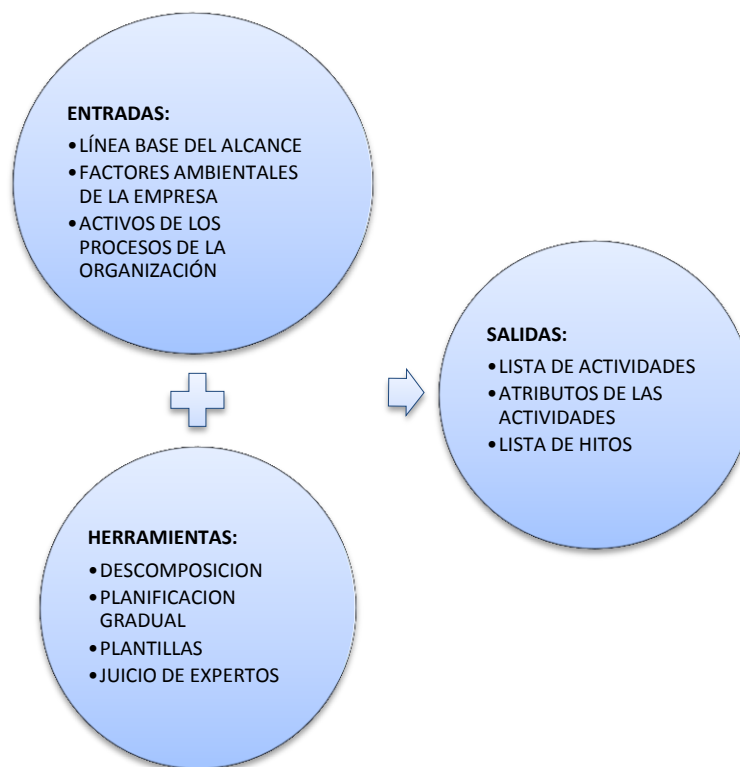 ENTRADAS:
•LÍNEA BASE DEL ALCANCE
•FACTORES AMBIENTALES
DE LA EMPRESA
•ACTIVOS DE LOS
PROCESOS DE LA
ORGANIZACIÓN
SALIDAS:
•LISTA DE ACTIVIDADES
•ATRIBUTOS DE LAS
ACTIVIDADES
•LISTA DE HITOS
HERRAMIENTAS:
•DESCOMPOSICION
•PLANIFICACION
GRADUAL
•PLANTILLAS
•JUICIO DE EXPERTOS